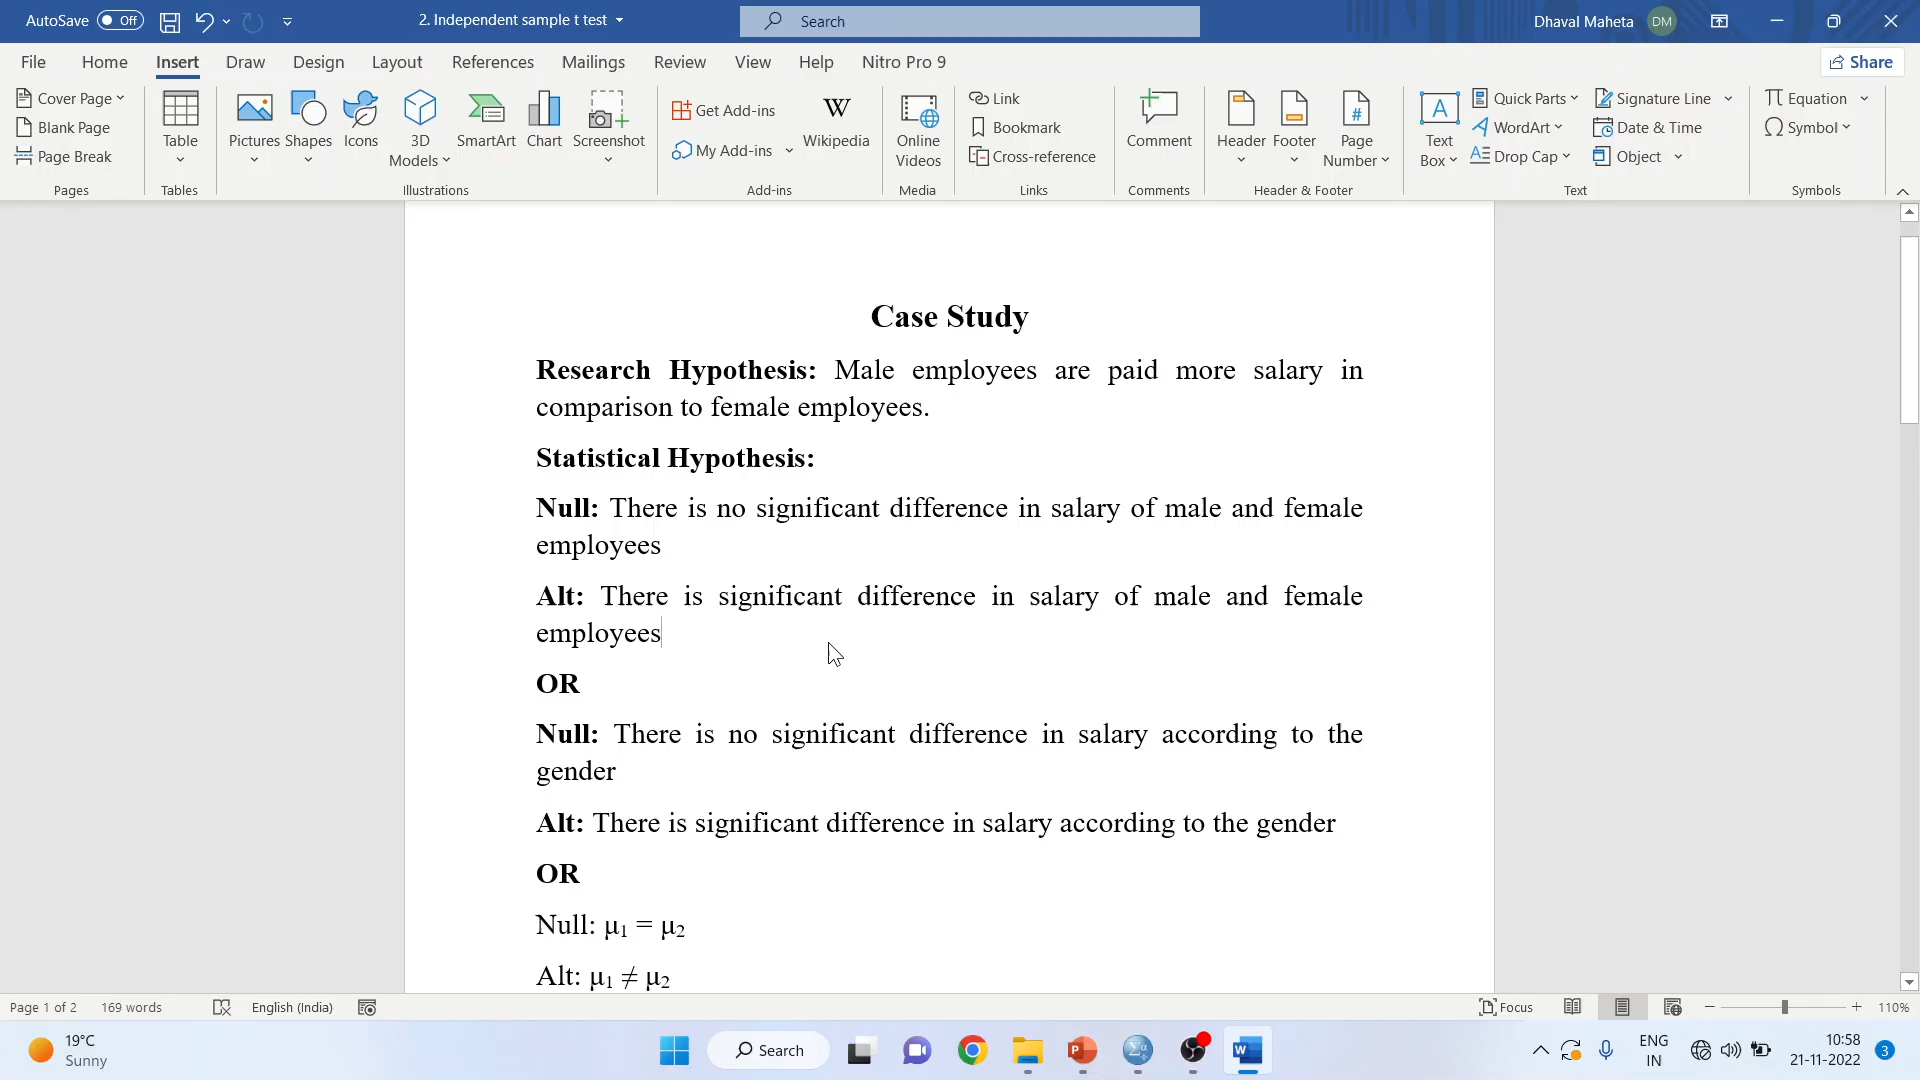 AutoSave Off
2. Independent sample t test
Search
Dhaval Maheta DM
File Home Insert Draw Design Layout References Mailings Review View Help Nitro Pro 9
Share
Cover Page
Blank Page
Page Break
Pages
Table
Tables
Pictures Shapes Icons 3D Models SmartArt Chart Screenshot
Illustrations
Get Add-ins
My Add-ins
W Wikipedia
Add-ins
Online Videos
Media
Link
Bookmark
Cross-reference
Links
Comment
Comments
Header Footer Page Number
Header & Footer
Text Box
Quick Parts
WordArt
Drop Cap
Signature Line
Date & Time
Object
Text
Equation
Symbol
Symbols
Case Study
Research Hypothesis: Male employees are paid more salary in
comparison to female employees.
Statistical Hypothesis:
Null: There is no significant difference in salary of male and female
employees
Alt: There is significant difference in salary of male and female
employees
OR
Null: There is no significant difference in salary according to the
gender
Alt: There is significant difference in salary according to the gender
OR
Null: μ₁ = μ₂
Alt: μ₁ ≠ μ₂
Page 1 of 2 169 words English (India) Focus 110%
19°C
Sunny
Search
ENG
IN
10:58
21-11-2022
3